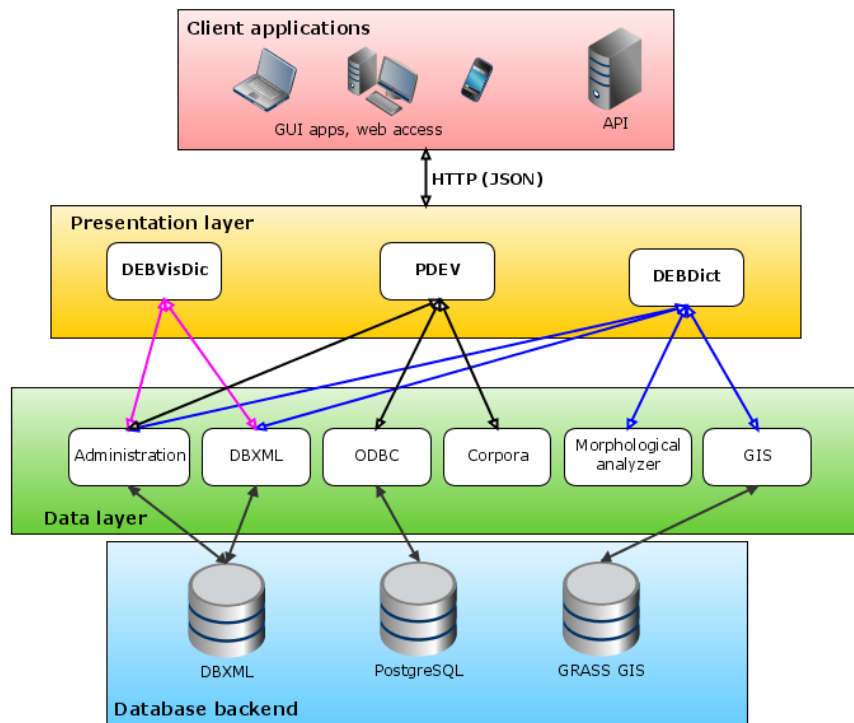 Client applications
GUI apps, web access
API
HTTP (JSON)
Presentation layer
DEBVisDic
PDEV
DEBDict
Administration
DBXML
ODBC
Corpora
Morphological
analyzer
GIS
Data layer
DBXML
PostgreSQL
GRASS GIS
Database backend